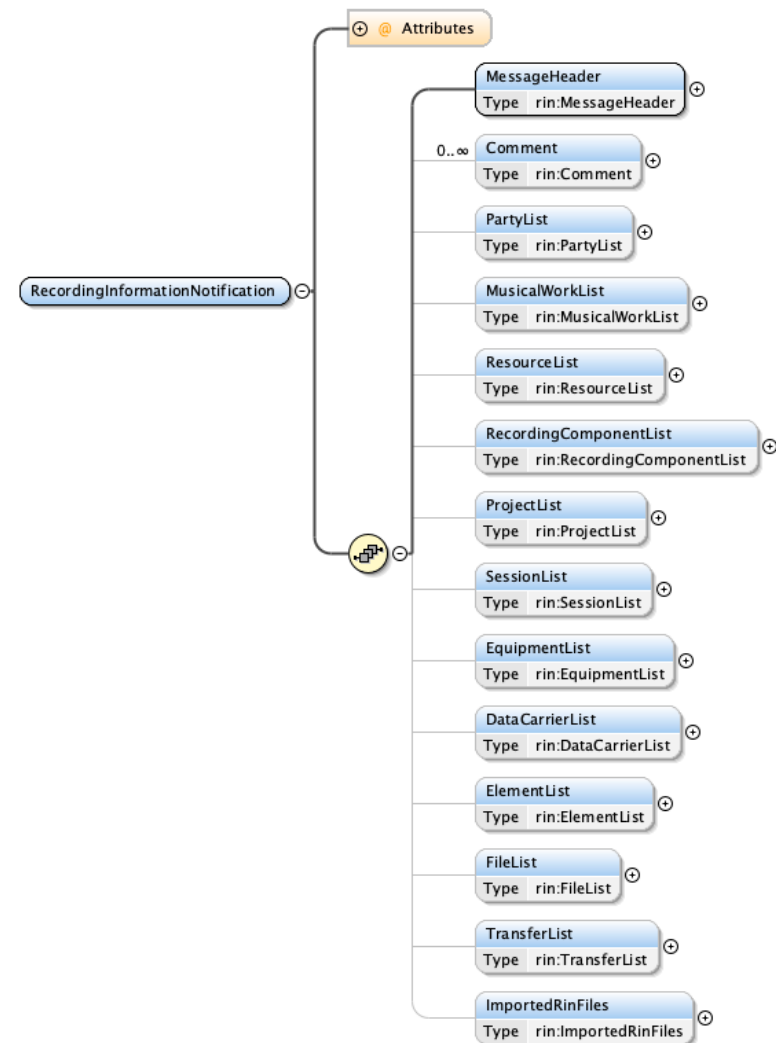 @ Attributes
MessageHeader
Type rin:MessageHeader
0..∞
Comment
Type rin:Comment
PartyList
Type rin:PartyList
RecordingInformationNotification
MusicalWorkList
Type rin:MusicalWorkList
ResourceList
Type rin:ResourceList
RecordingComponentList
Type rin:RecordingComponentList
ProjectList
Type rin:ProjectList
SessionList
Type rin:SessionList
EquipmentList
Type rin:EquipmentList
DataCarrierList
Type rin:DataCarrierList
ElementList
Type rin:ElementList
FileList
Type rin:FileList
TransferList
Type rin:TransferList
ImportedRinFiles
Type rin:ImportedRinFiles